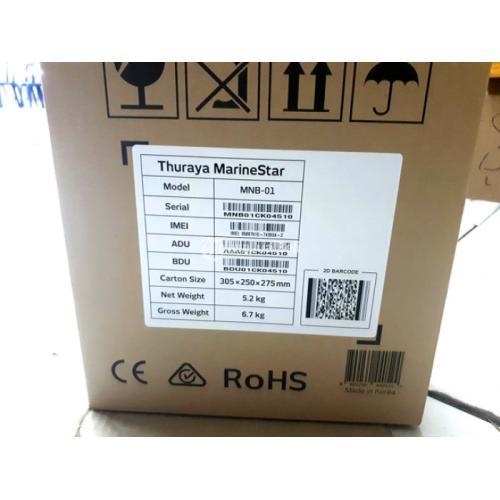 Thuraya MarineStar
Model MNB-01
Serial MNB01CK04510
IMEI
ADU AAA01CK04510
BDU BDU01CK04510
Carton Size 305×250×275mm
Net Weight 5.2 kg
Gross Weight 6.7 kg
2D BARCODE
CE RoHS
Made in Korea